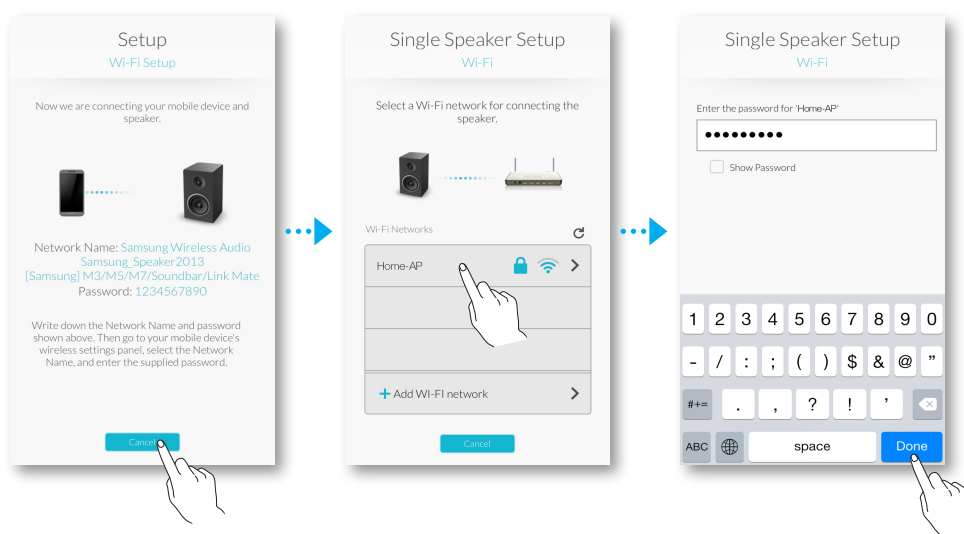 Setup
Wi-Fi Setup
Now we are connecting your mobile device and
speaker.
Network Name: Samsung Wireless Audio
Samsung_Speaker2013
[Samsung] M3/M5/M7/Soundbar/Link Mate
Password: 1234567890
Write down the Network Name and password
shown above. Then go to your mobile device's
wireless settings panel, select the Network
Name, and enter the supplied password.
Cancel
Single Speaker Setup
Wi-Fi
Select a Wi-Fi network for connecting the
speaker.
Wi-Fi Networks
Home-AP
+ Add WI-FI network
Cancel
Single Speaker Setup
Wi-Fi
Enter the password for 'Home-AP'
●●●●●●●●●
Show Password
1 2 3 4 5 6 7 8 9 0
- / : ; ( ) $ & @ ”
#+= . , ? ! ’
ABC space Done